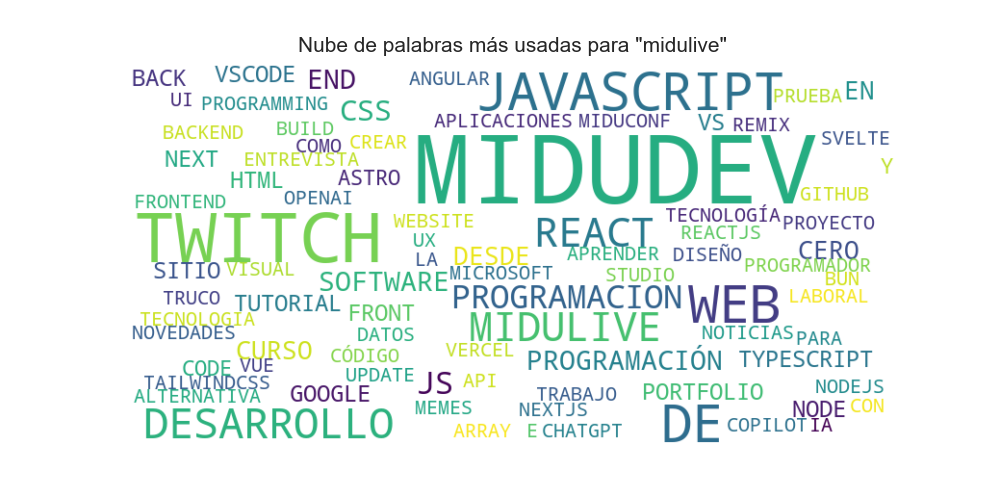 Nube de palabras más usadas para "midulive"
BACK VSCODE END ANGULAR JAVASCRIPT PRUEBA EN
UI PROGRAMMING CSS APLICACIONES MIDUCONF VS REMIX
BACKEND BUILD COMO CREAR MIDUDEV SVELTE
NEXT ENTREVISTA Y
HTML ASTRO
FRONTEND OPENAI GITHUB
TWITCH WEBSITE REACT TECNOLOGÍA PROYECTO
UX REACTJS
SITIO VISUAL LA DESDE APRENDER DISEÑO CERO
SOFTWARE MICROSOFT STUDIO PROGRAMADOR
BUN
TRUCO TUTORIAL FRONT PROGRAMACION WEB LABORAL
TECNOLOGIA
NOVEDADES DATOS MIDULIVE NOTICIAS PARA
CURSO CÓDIGO VERCEL PROGRAMACIÓN TYPESCRIPT
CODE VUE UPDATE
TAILWINDCSS JS API
ALTERNATIVA GOOGLE TRABAJO PORTFOLIO NODEJS
MEMES NEXTJS NODE CON
DESARROLLO ARRAY E CHATGPT DE COPILOT IA